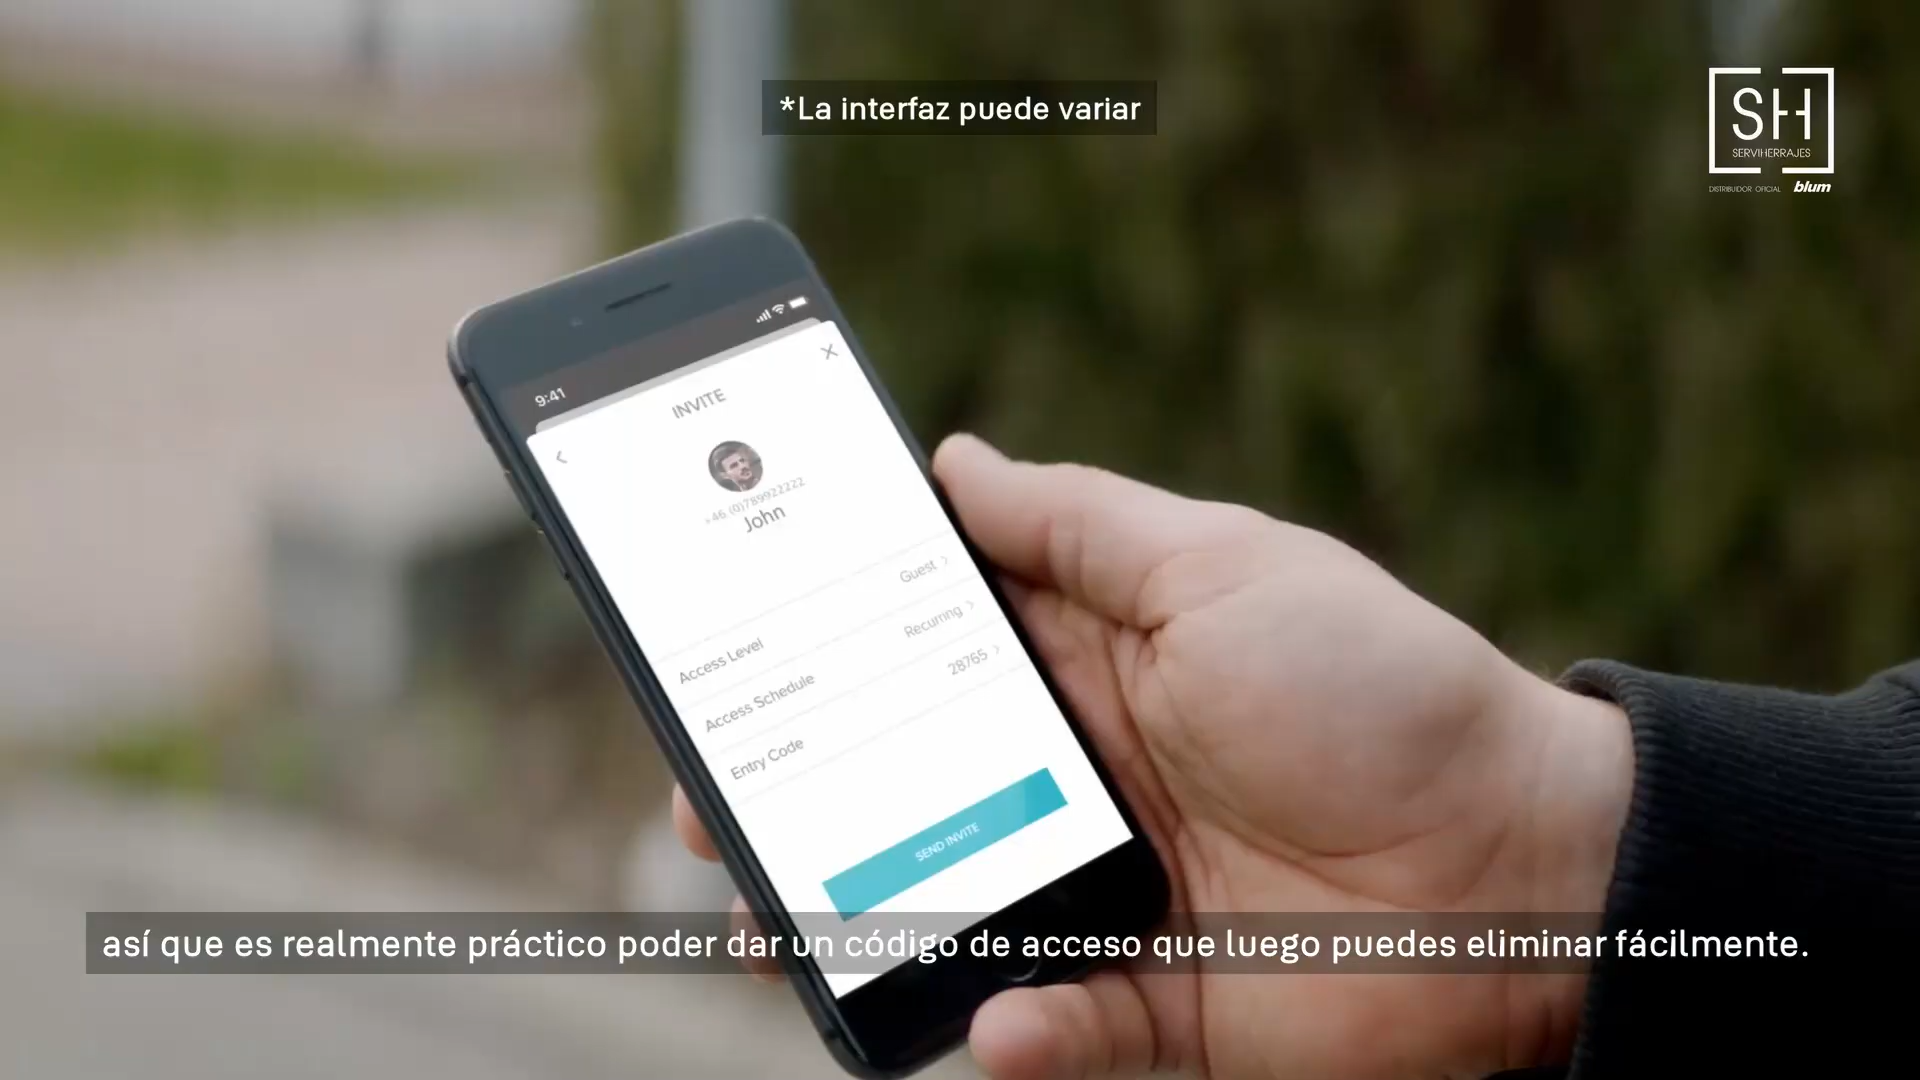 *La interfaz puede variar
SH
SERVIHERRAJES
DISTRIBUIDOR OFICIAL blum
9:41
INVITE
+46 (0)789922222
John
Access Level Guest
Access Schedule Recurring
Entry Code 28765
SEND INVITE
así que es realmente práctico poder dar un código de acceso que luego puedes eliminar fácilmente.